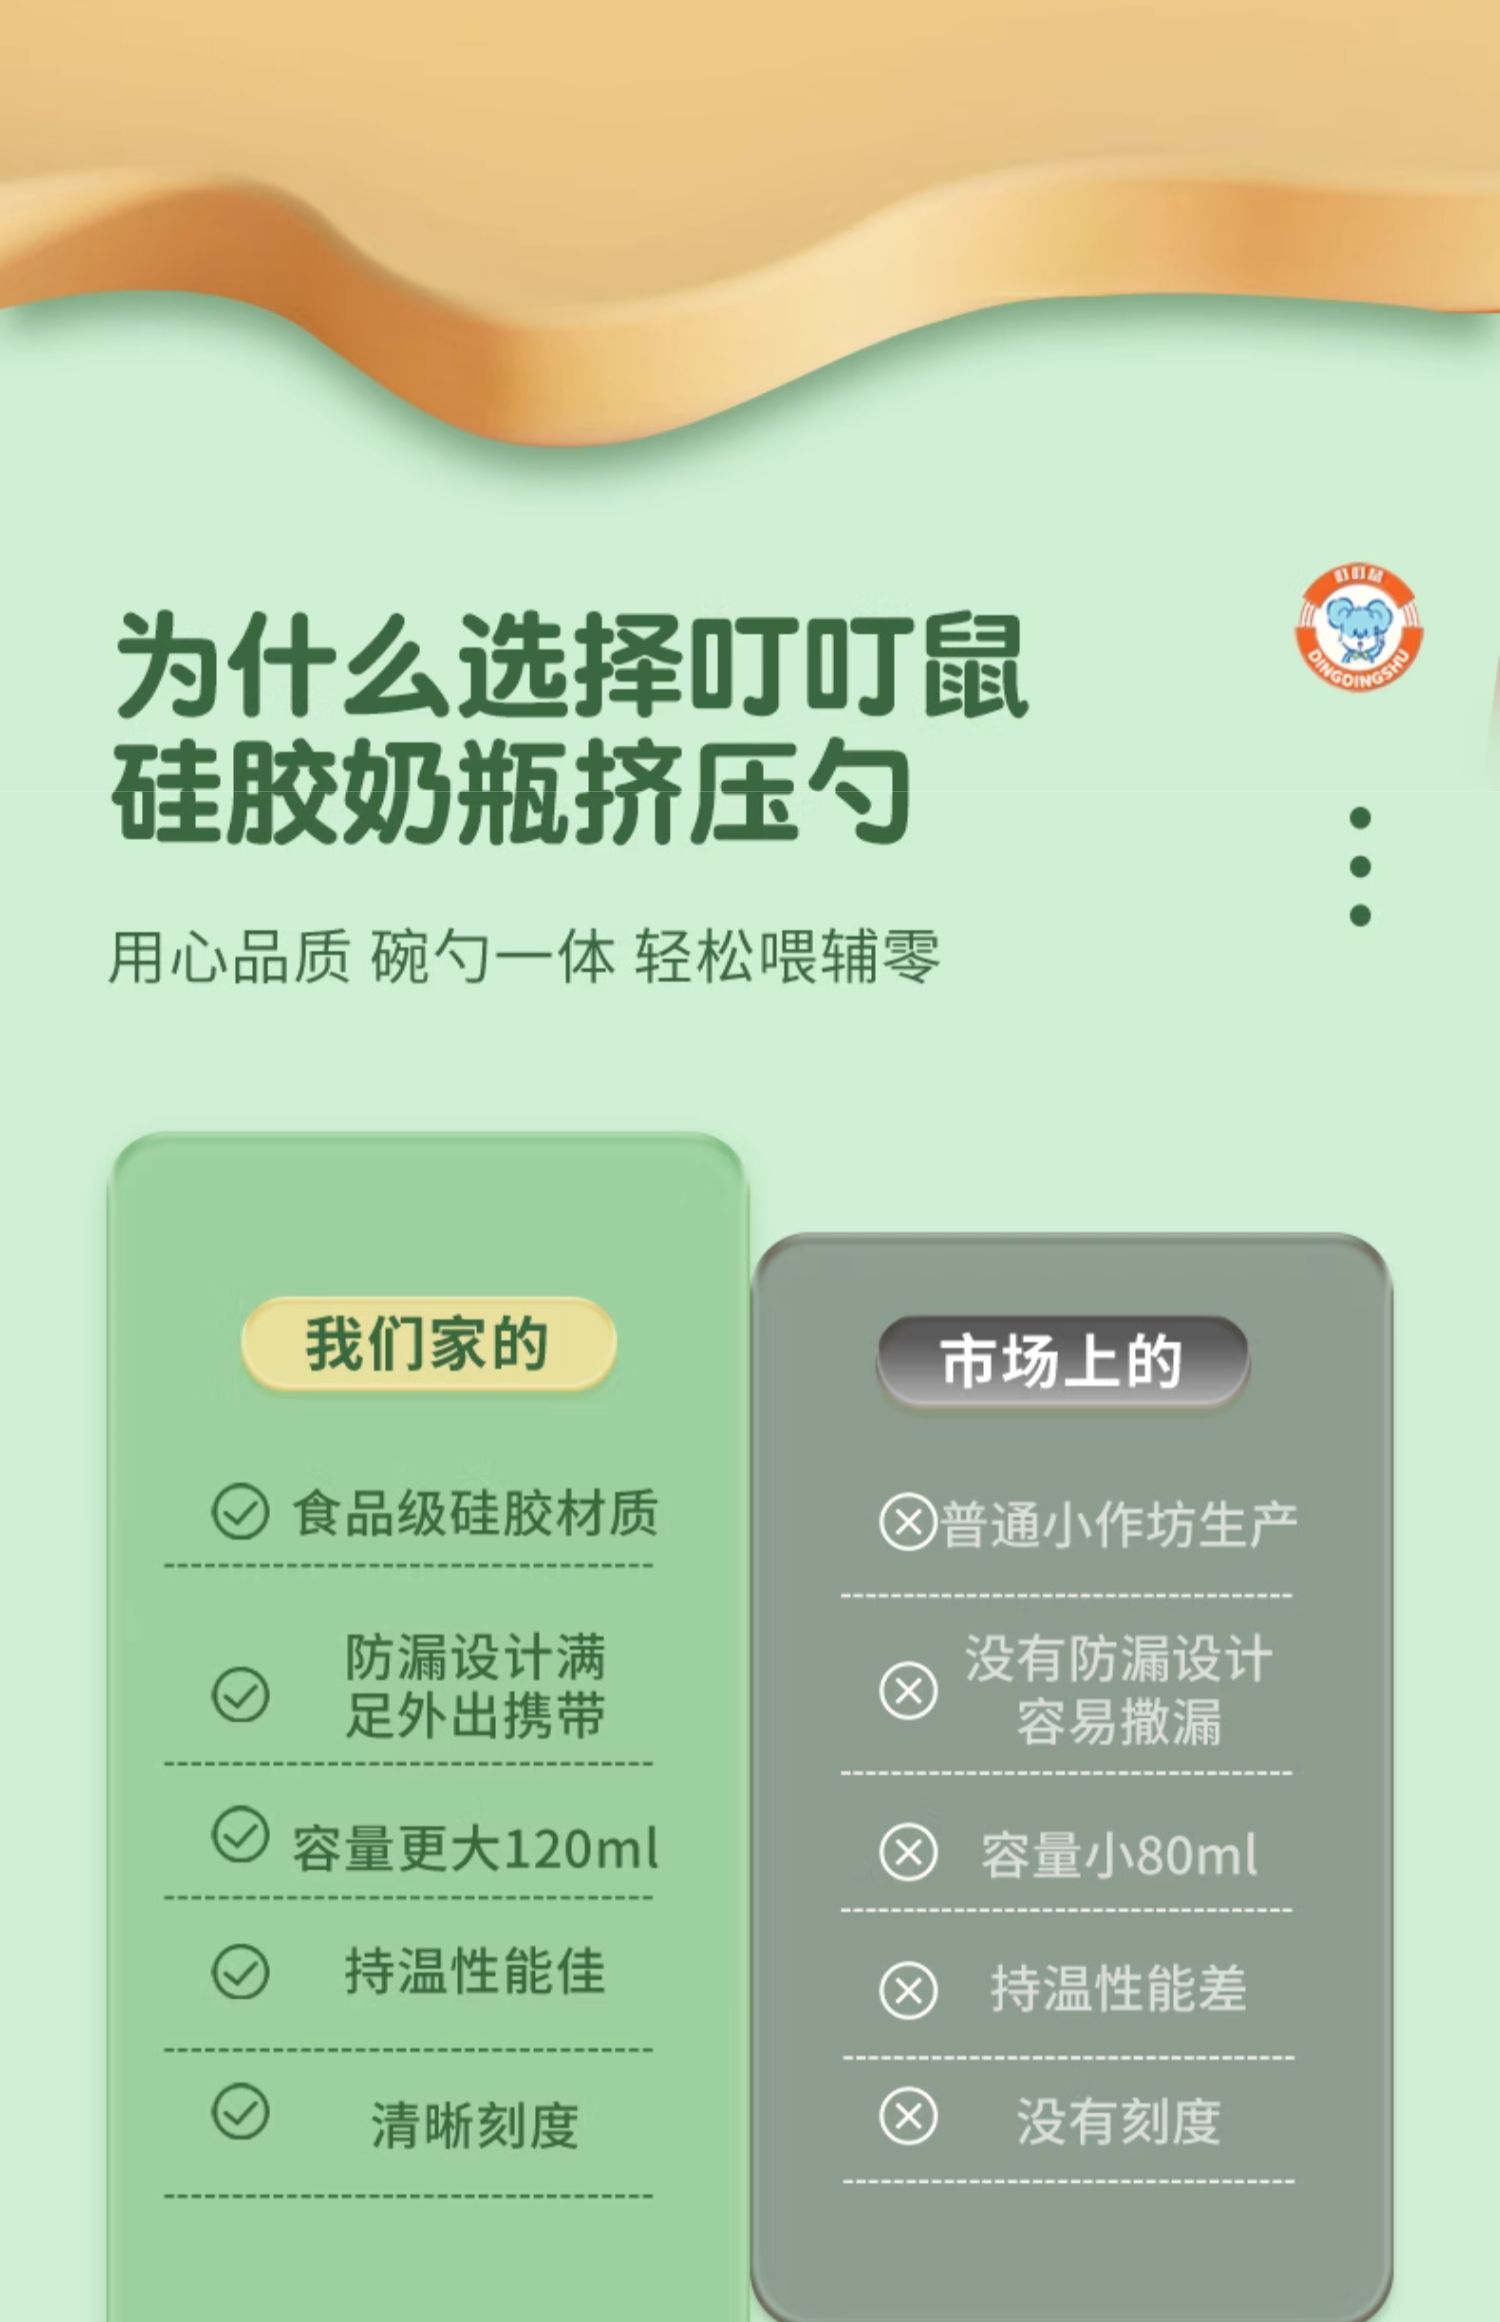 叮叮鼠
DINGDINGSHU
为什么选择叮叮鼠
硅胶奶瓶挤压勺
用心品质 碗勺一体 轻松喂辅零
我们家的
食品级硅胶材质
防漏设计满
足外出携带
容量更大120ml
持温性能佳
清晰刻度
市场上的
普通小作坊生产
没有防漏设计
容易撒漏
容量小80ml
持温性能差
没有刻度